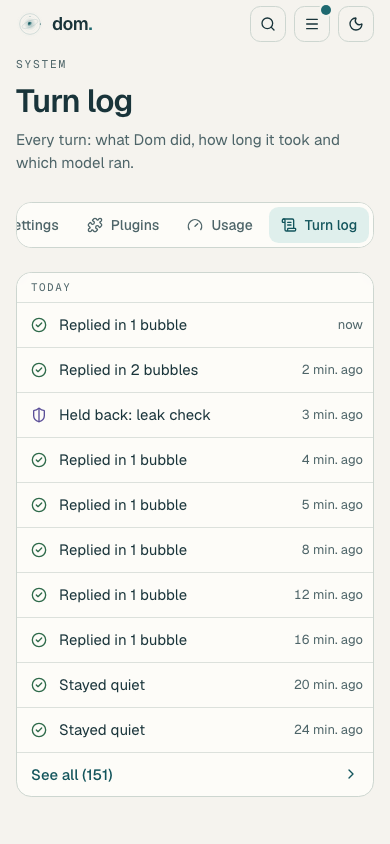 dom.
SYSTEM
Turn log
Every turn: what Dom did, how long it took and
which model ran.
ettings Plugins Usage Turn log
TODAY
Replied in 1 bubble now
Replied in 2 bubbles 2 min. ago
Held back: leak check 3 min. ago
Replied in 1 bubble 4 min. ago
Replied in 1 bubble 5 min. ago
Replied in 1 bubble 8 min. ago
Replied in 1 bubble 12 min. ago
Replied in 1 bubble 16 min. ago
Stayed quiet 20 min. ago
Stayed quiet 24 min. ago
See all (151)